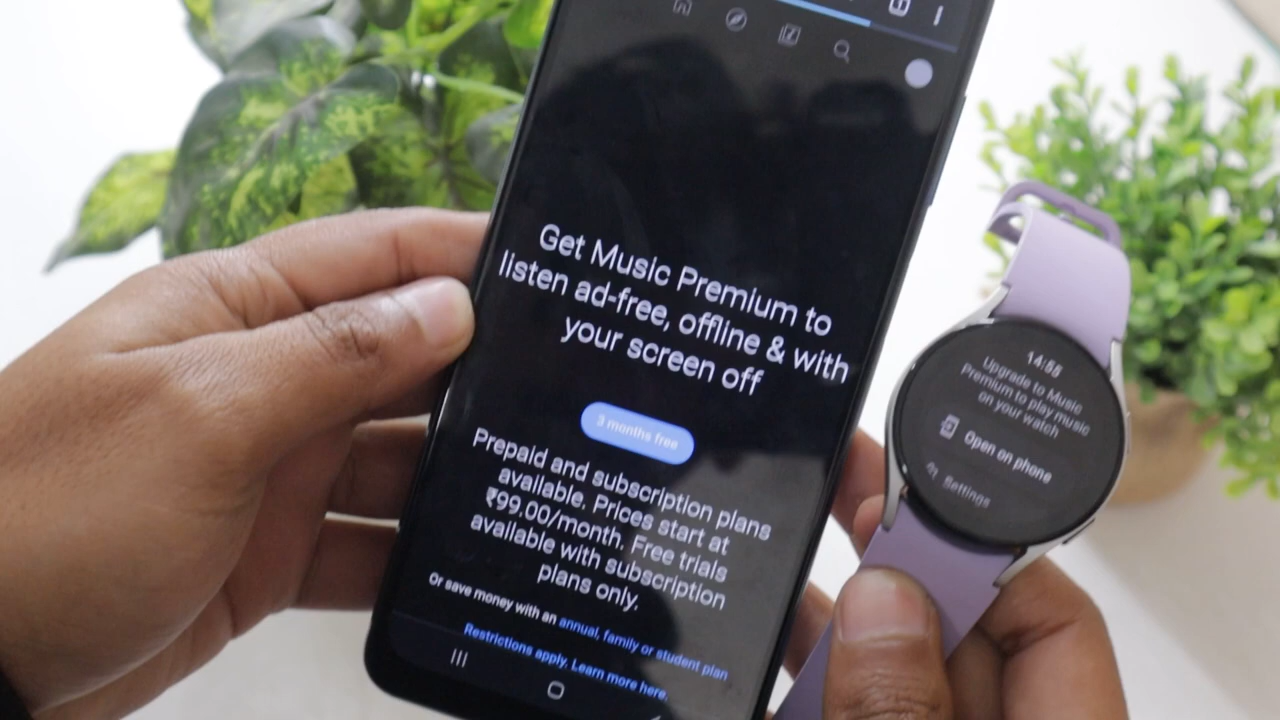 Get Music Premium to
listen ad-free, offline & with
your screen off
3 months free
Prepaid and subscription plans
available. Prices start at
₹99.00/month. Free trials
available with subscription
plans only.
Or save money with an annual, family or student plan
Restrictions apply. Learn more here.
14:55
Upgrade to Music
Premium to play music
on your watch
Open on phone
Settings